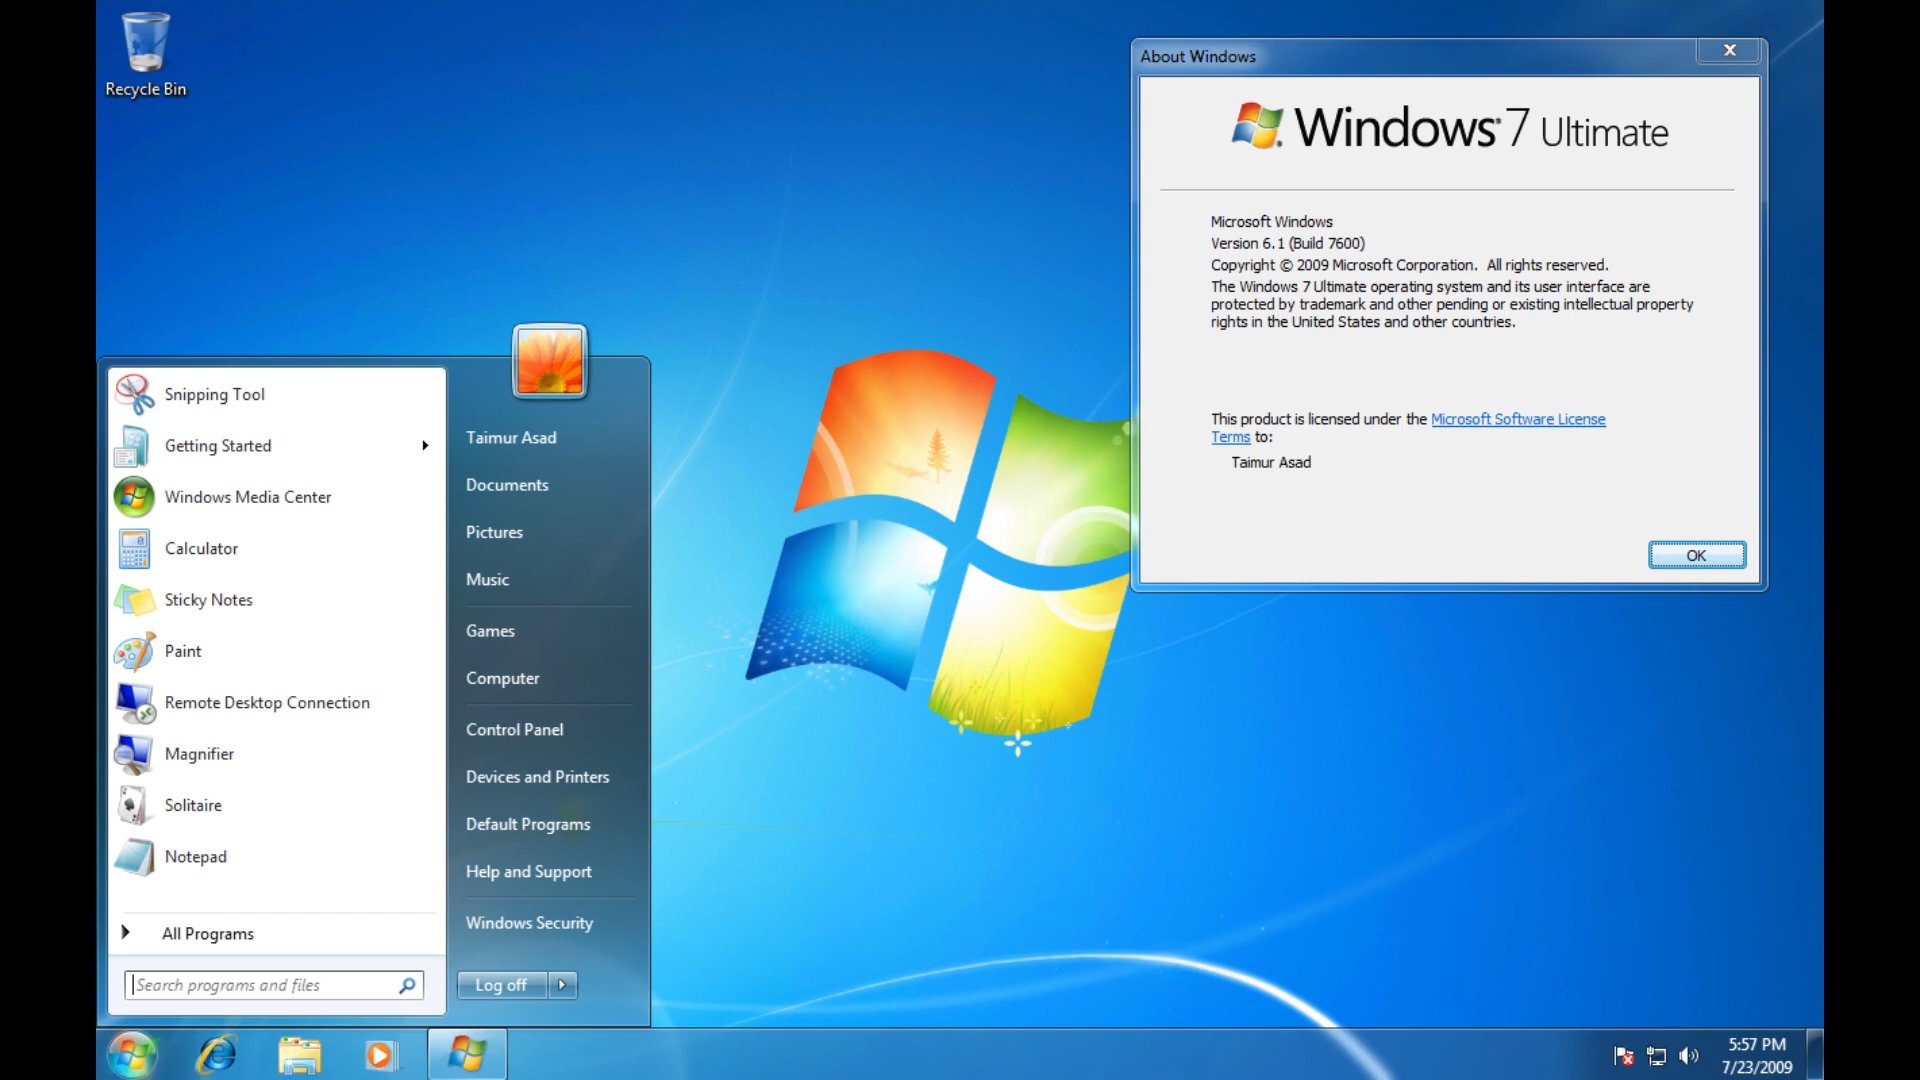 Recycle Bin
About Windows
Windows® 7 Ultimate
Microsoft Windows
Version 6.1 (Build 7600)
Copyright © 2009 Microsoft Corporation.  All rights reserved.
The Windows 7 Ultimate operating system and its user interface are
protected by trademark and other pending or existing intellectual property
rights in the United States and other countries.
This product is licensed under the Microsoft Software License
Terms to:
Taimur Asad
OK
Snipping Tool
Getting Started
Windows Media Center
Calculator
Sticky Notes
Paint
Remote Desktop Connection
Magnifier
Solitaire
Notepad
All Programs
Search programs and files
Taimur Asad
Documents
Pictures
Music
Games
Computer
Control Panel
Devices and Printers
Default Programs
Help and Support
Windows Security
Log off
5:57 PM
7/23/2009